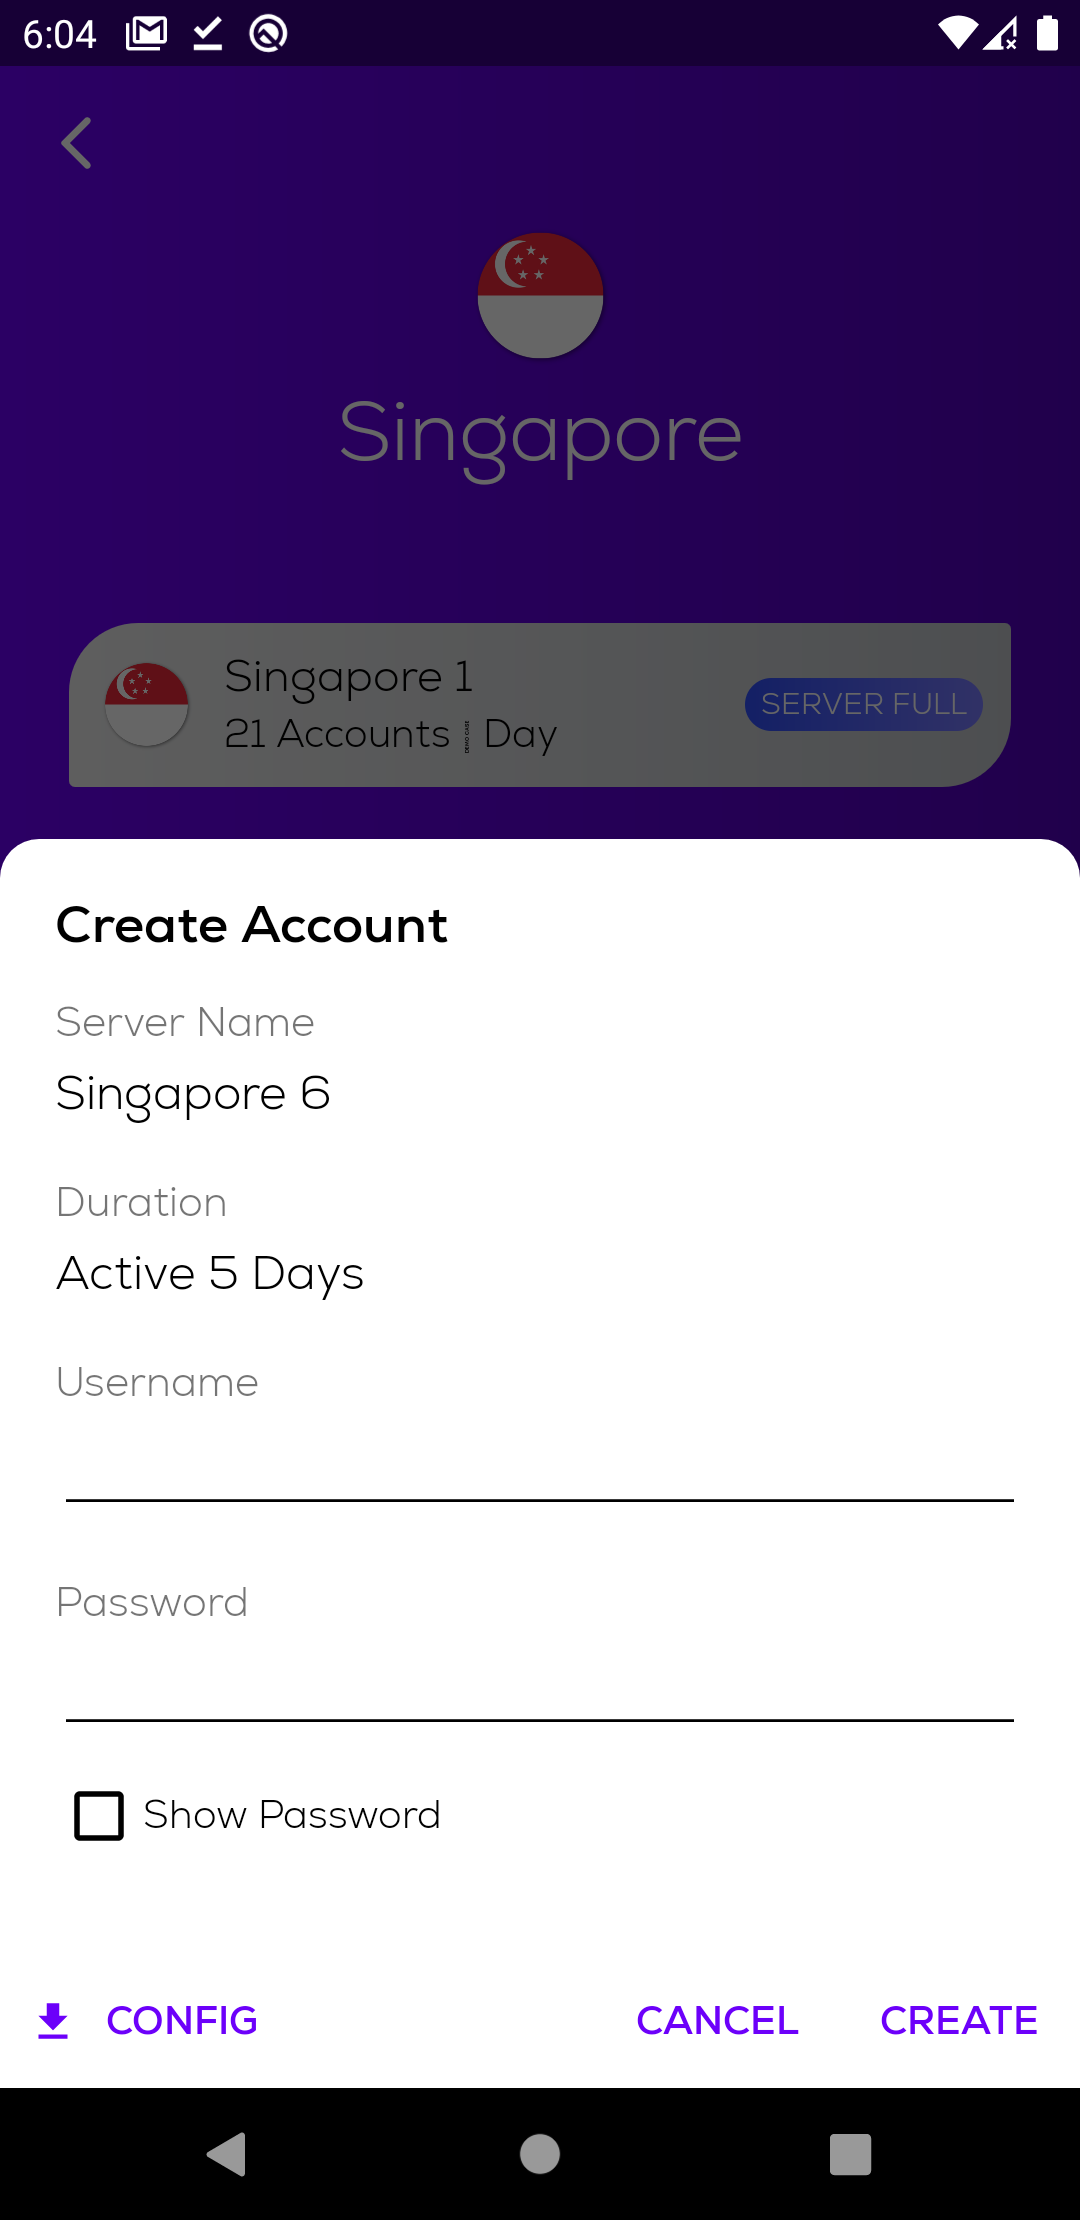 6:04
Singapore
Singapore 1
21 Accounts Day
SERVER FULL
Create Account
Server Name
Singapore 6
Duration
Active 5 Days
Username
Password
Show Password
CONFIG
CANCEL
CREATE